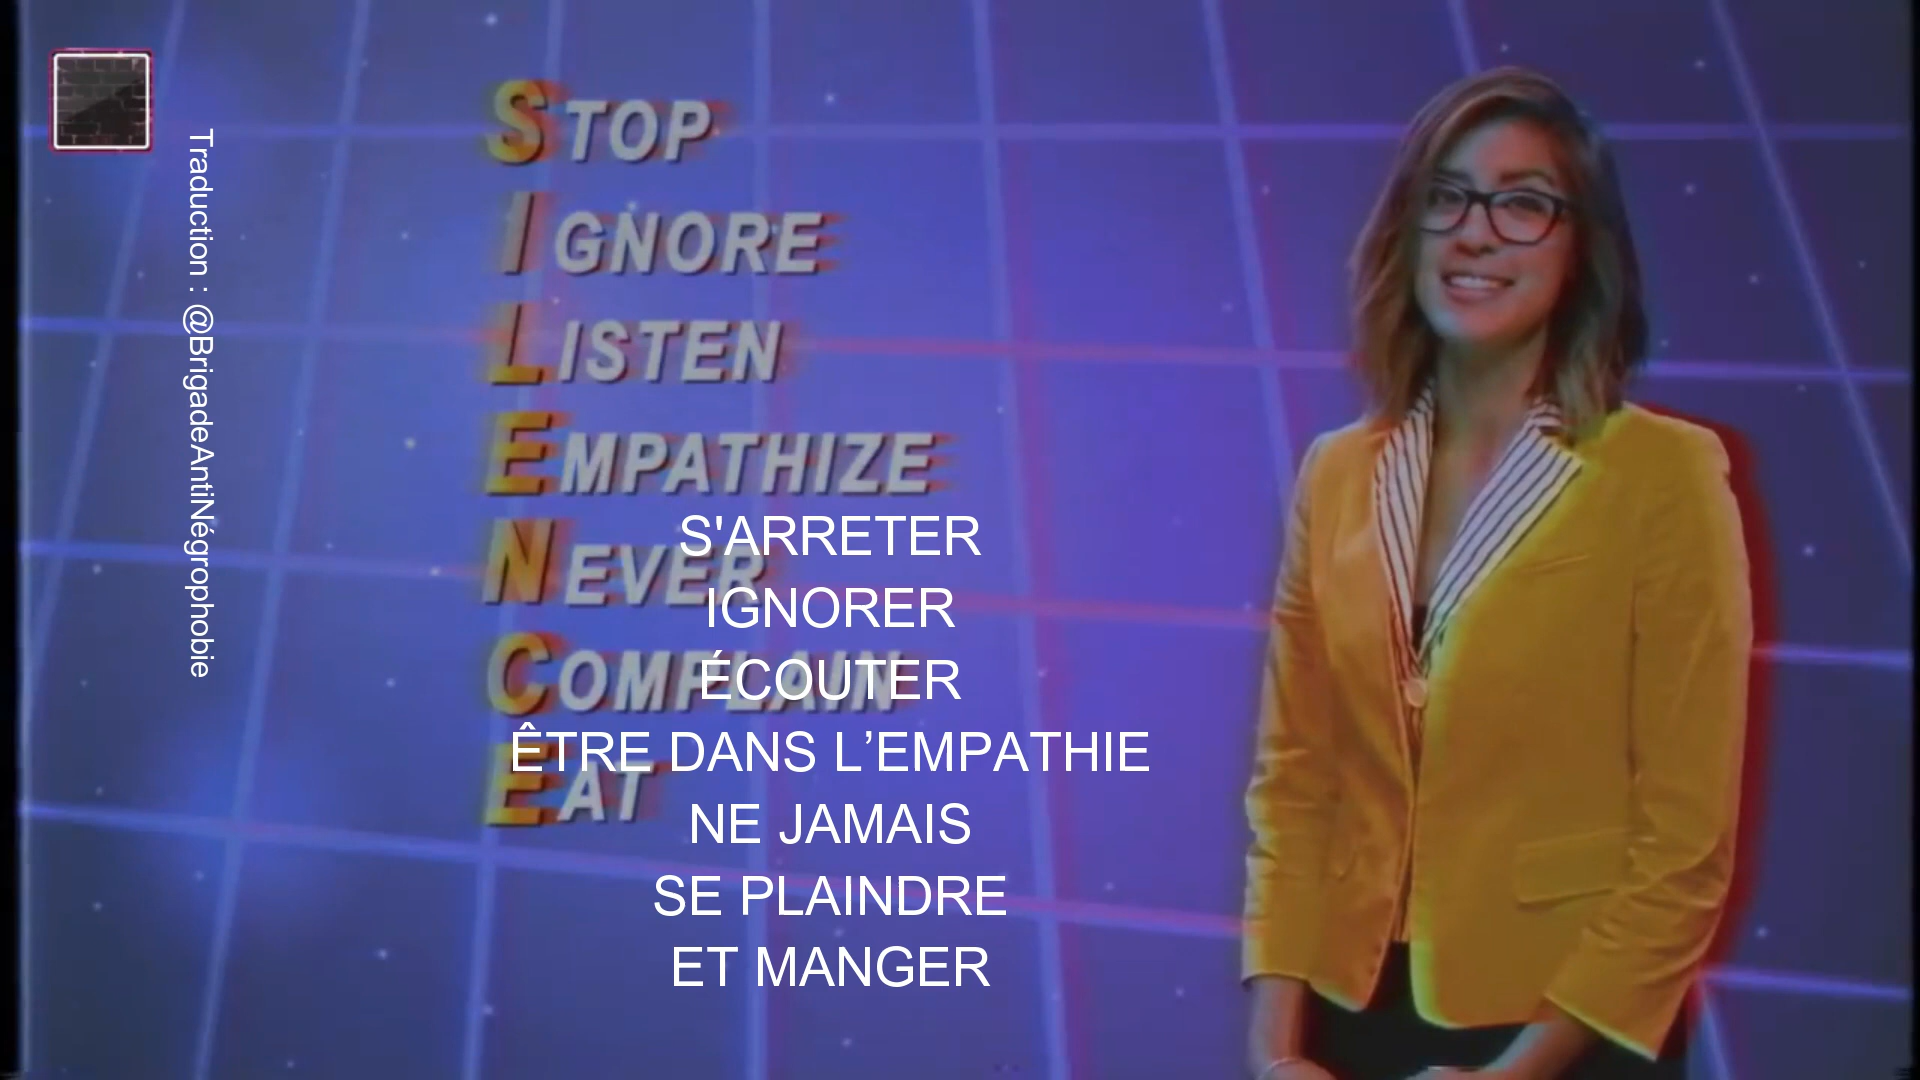 STOP
IGNORE
LISTEN
EMPATHIZE
NEVER
COMPLAIN
EAT
S'ARRETER
IGNORER
ÉCOUTER
ÊTRE DANS L’EMPATHIE
NE JAMAIS
SE PLAINDRE
ET MANGER
Traduction : @BrigadeAntiNégrophobie